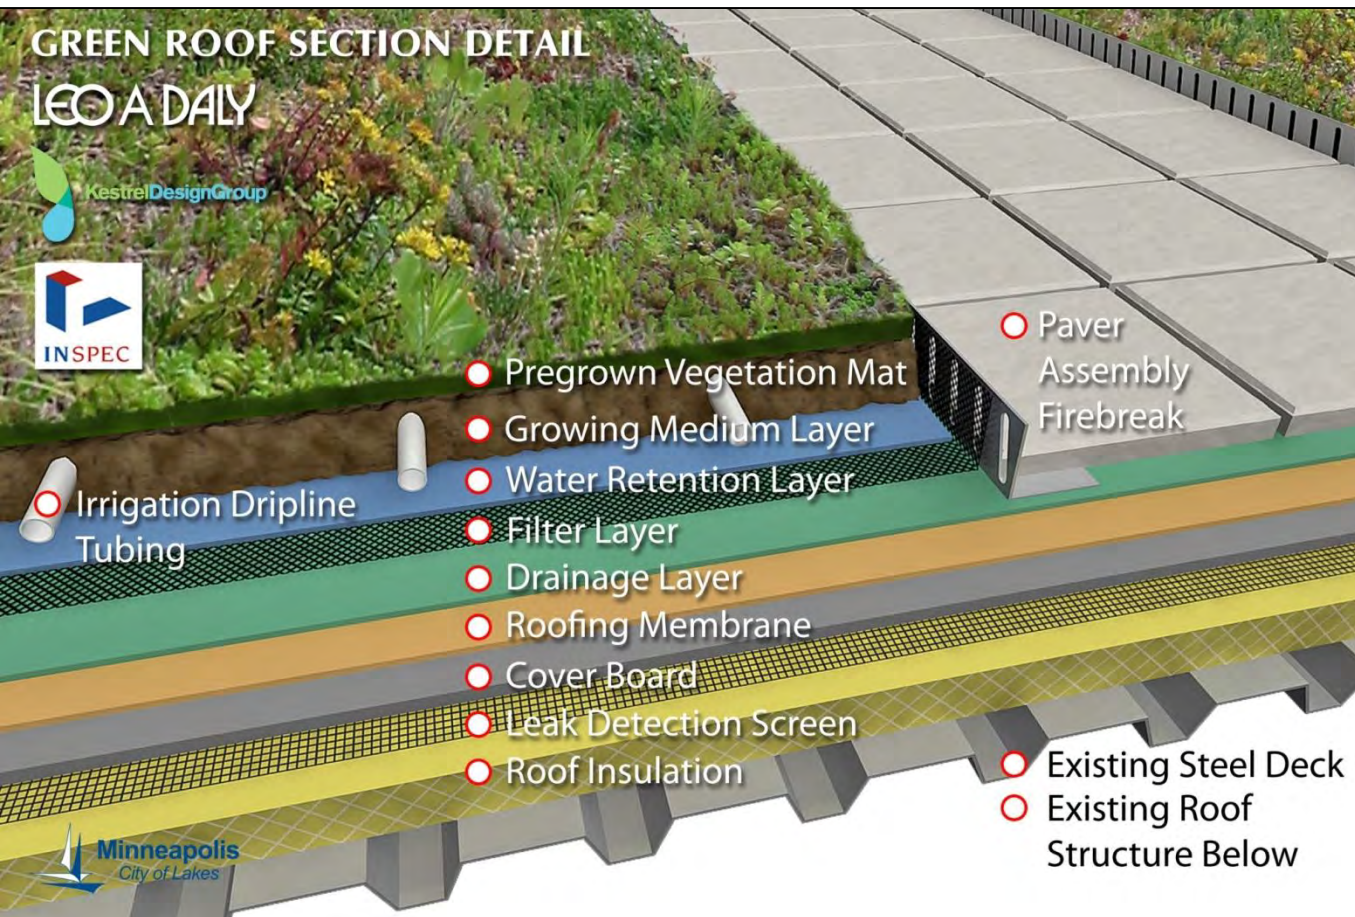 GREEN ROOF SECTION DETAIL
LEO A DALY
KestrelDesignGroup
INSPEC
Paver
Assembly
Firebreak
Pregrown Vegetation Mat
Growing Medium Layer
Water Retention Layer
Irrigation Dripline
Tubing
Filter Layer
Drainage Layer
Roofing Membrane
Cover Board
Leak Detection Screen
Roof Insulation
Existing Steel Deck
Existing Roof
Structure Below
Minneapolis
City of Lakes